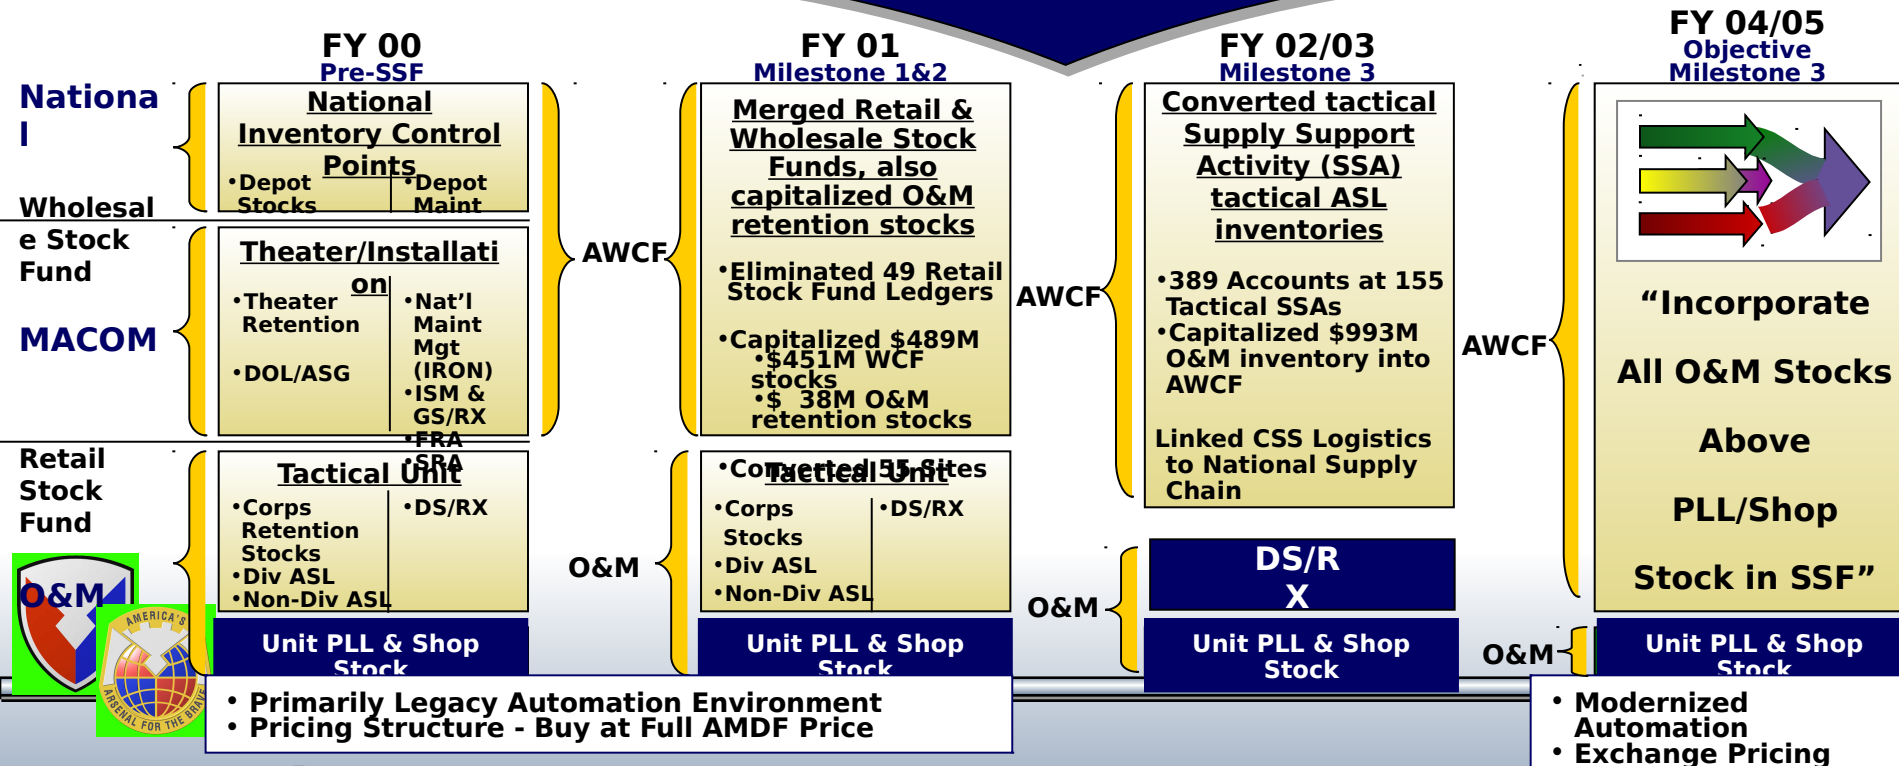 FY 00
Pre-SSF
FY 01
Milestone 1&2
FY 02/03
Milestone 3
FY 04/05
Objective
Milestone 3
Nationa
l
Wholesal
e Stock
Fund
MACOM
Retail
Stock
Fund
O&M
National
Inventory Control
Points
•Depot
Stocks
•Depot
Maint
Theater/Installati
on
•Theater
Retention
•DOL/ASG
•Nat’l
Maint
Mgt
(IRON)
•ISM &
GS/RX
•FRA
•SRA
Tactical Unit
•Corps
Retention
Stocks
•Div ASL
•Non-Div ASL
•DS/RX
Unit PLL & Shop
Stock
AWCF
Merged Retail &
Wholesale Stock
Funds, also
capitalized O&M
retention stocks
•Eliminated 49 Retail
Stock Fund Ledgers
•Capitalized $489M
•$451M WCF
stocks
•$  38M O&M
retention stocks
•Converted 55 Sites
Tactical Unit
•Corps
Stocks
•Div ASL
•Non-Div ASL
•DS/RX
O&M
Unit PLL & Shop
Stock
AWCF
Converted tactical
Supply Support
Activity (SSA)
tactical ASL
inventories
•389 Accounts at 155
Tactical SSAs
•Capitalized $993M
O&M inventory into
AWCF
Linked CSS Logistics
to National Supply
Chain
O&M
DS/R
X
Unit PLL & Shop
Stock
AWCF
“Incorporate
All O&M Stocks
Above
PLL/Shop
Stock in SSF”
O&M
Unit PLL & Shop
Stock
AMERICA'S
ARSENAL FOR THE BRAVE
• Primarily Legacy Automation Environment
• Pricing Structure - Buy at Full AMDF Price
• Modernized
Automation
• Exchange Pricing